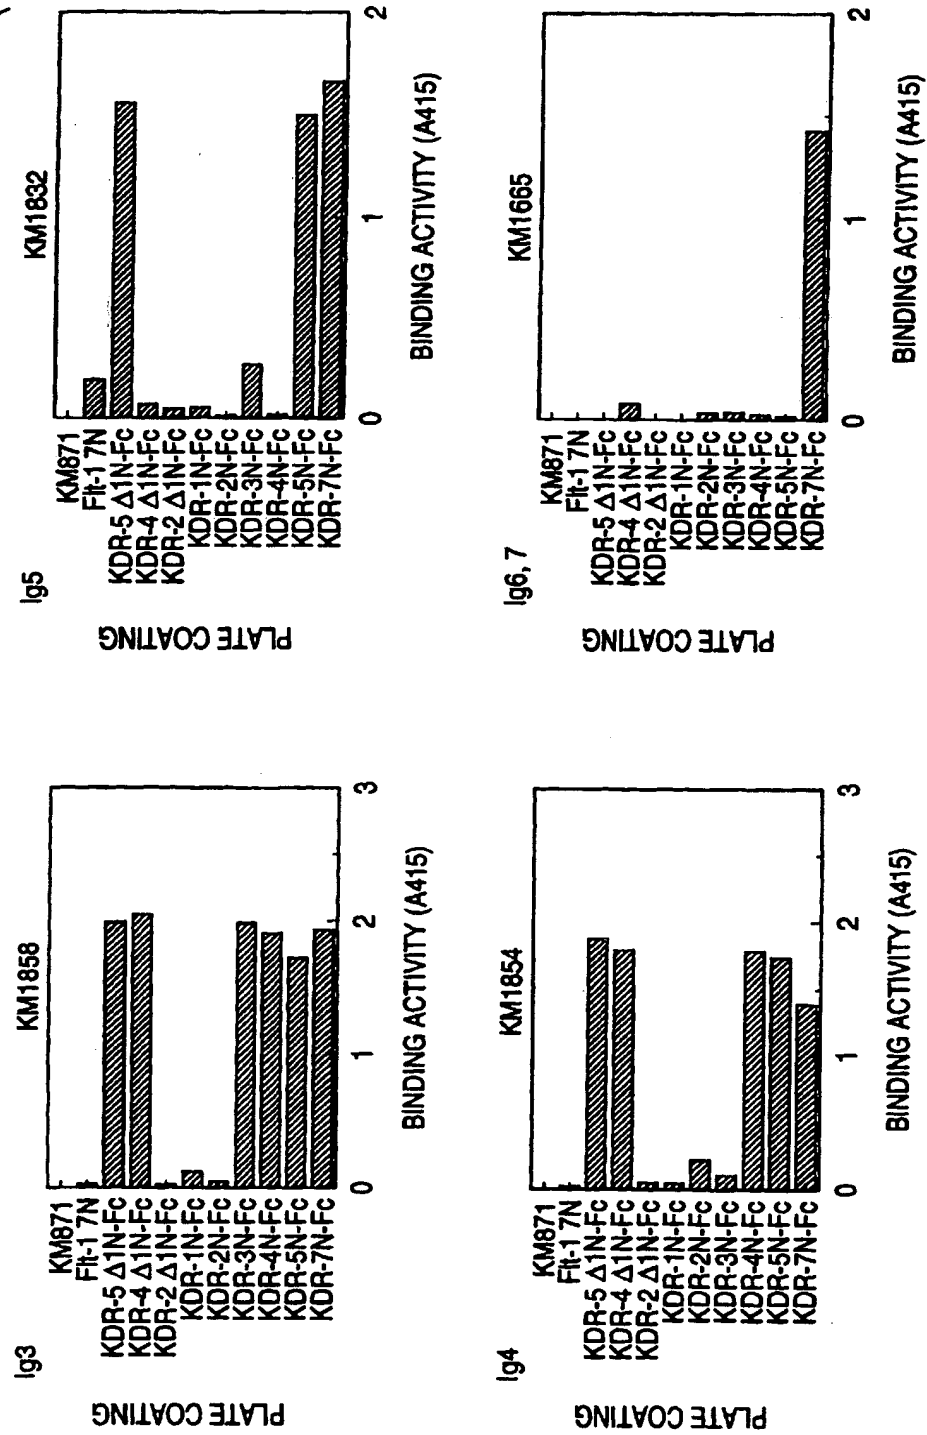 Ig3
KM1858
PLATE COATING
KM871
Flt-1 7N
KDR-5 Δ1N-Fc
KDR-4 Δ1N-Fc
KDR-2 Δ1N-Fc
KDR-1N-Fc
KDR-2N-Fc
KDR-3N-Fc
KDR-4N-Fc
KDR-5N-Fc
KDR-7N-Fc
0 1 2 3
BINDING ACTIVITY (A415)
Ig5
KM1832
PLATE COATING
KM871
Flt-1 7N
KDR-5 Δ1N-Fc
KDR-4 Δ1N-Fc
KDR-2 Δ1N-Fc
KDR-1N-Fc
KDR-2N-Fc
KDR-3N-Fc
KDR-4N-Fc
KDR-5N-Fc
KDR-7N-Fc
0 1 2
BINDING ACTIVITY (A415)
Ig4
KM1854
PLATE COATING
KM871
Flt-1 7N
KDR-5 Δ1N-Fc
KDR-4 Δ1N-Fc
KDR-2 Δ1N-Fc
KDR-1N-Fc
KDR-2N-Fc
KDR-3N-Fc
KDR-4N-Fc
KDR-5N-Fc
KDR-7N-Fc
0 1 2 3
BINDING ACTIVITY (A415)
Ig6, 7
KM1665
PLATE COATING
KM871
Flt-1 7N
KDR-5 Δ1N-Fc
KDR-4 Δ1N-Fc
KDR-2 Δ1N-Fc
KDR-1N-Fc
KDR-2N-Fc
KDR-3N-Fc
KDR-4N-Fc
KDR-5N-Fc
KDR-7N-Fc
0 1 2
BINDING ACTIVITY (A415)